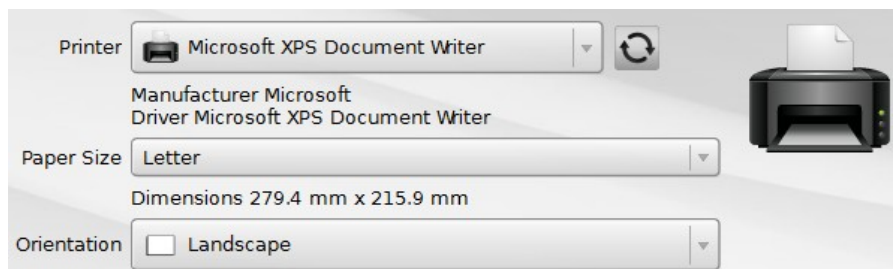 Printer Microsoft XPS Document Writer
Manufacturer Microsoft
Driver Microsoft XPS Document Writer
Paper Size Letter
Dimensions 279.4 mm x 215.9 mm
Orientation Landscape